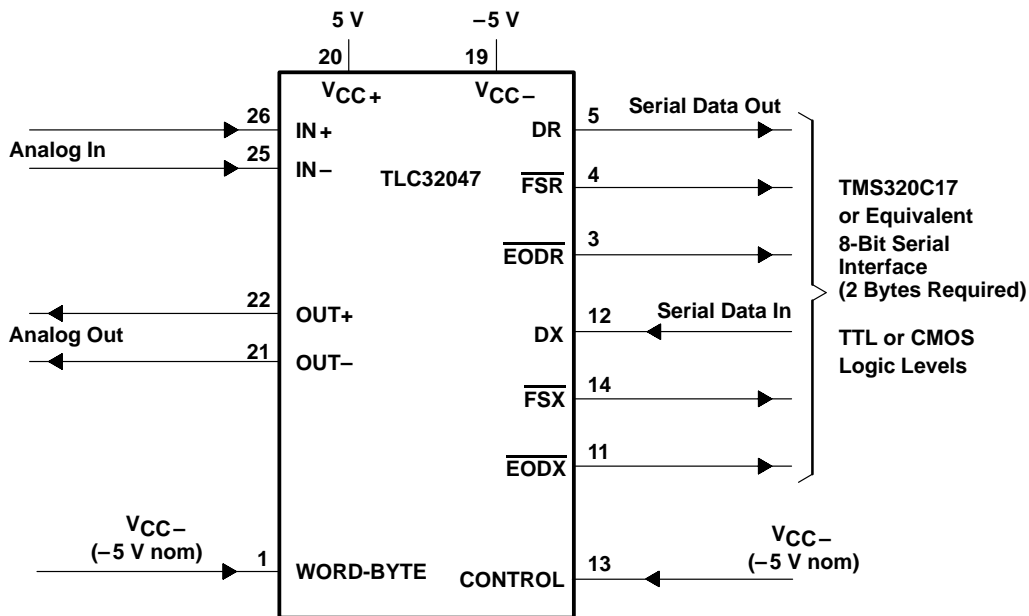 5 V
−5 V
20
19
VCC+
VCC−
26
IN+
DR
5
Serial Data Out
Analog In
25
IN−
TLC32047
FSR
4
TMS320C17
or Equivalent
8-Bit Serial
Interface
(2 Bytes Required)
TTL or CMOS
Logic Levels
EODR
3
22
OUT+
Analog Out
21
OUT−
DX
12
Serial Data In
FSX
14
EODX
11
VCC−
(−5 V nom)
1
WORD-BYTE
CONTROL
13
VCC−
(−5 V nom)